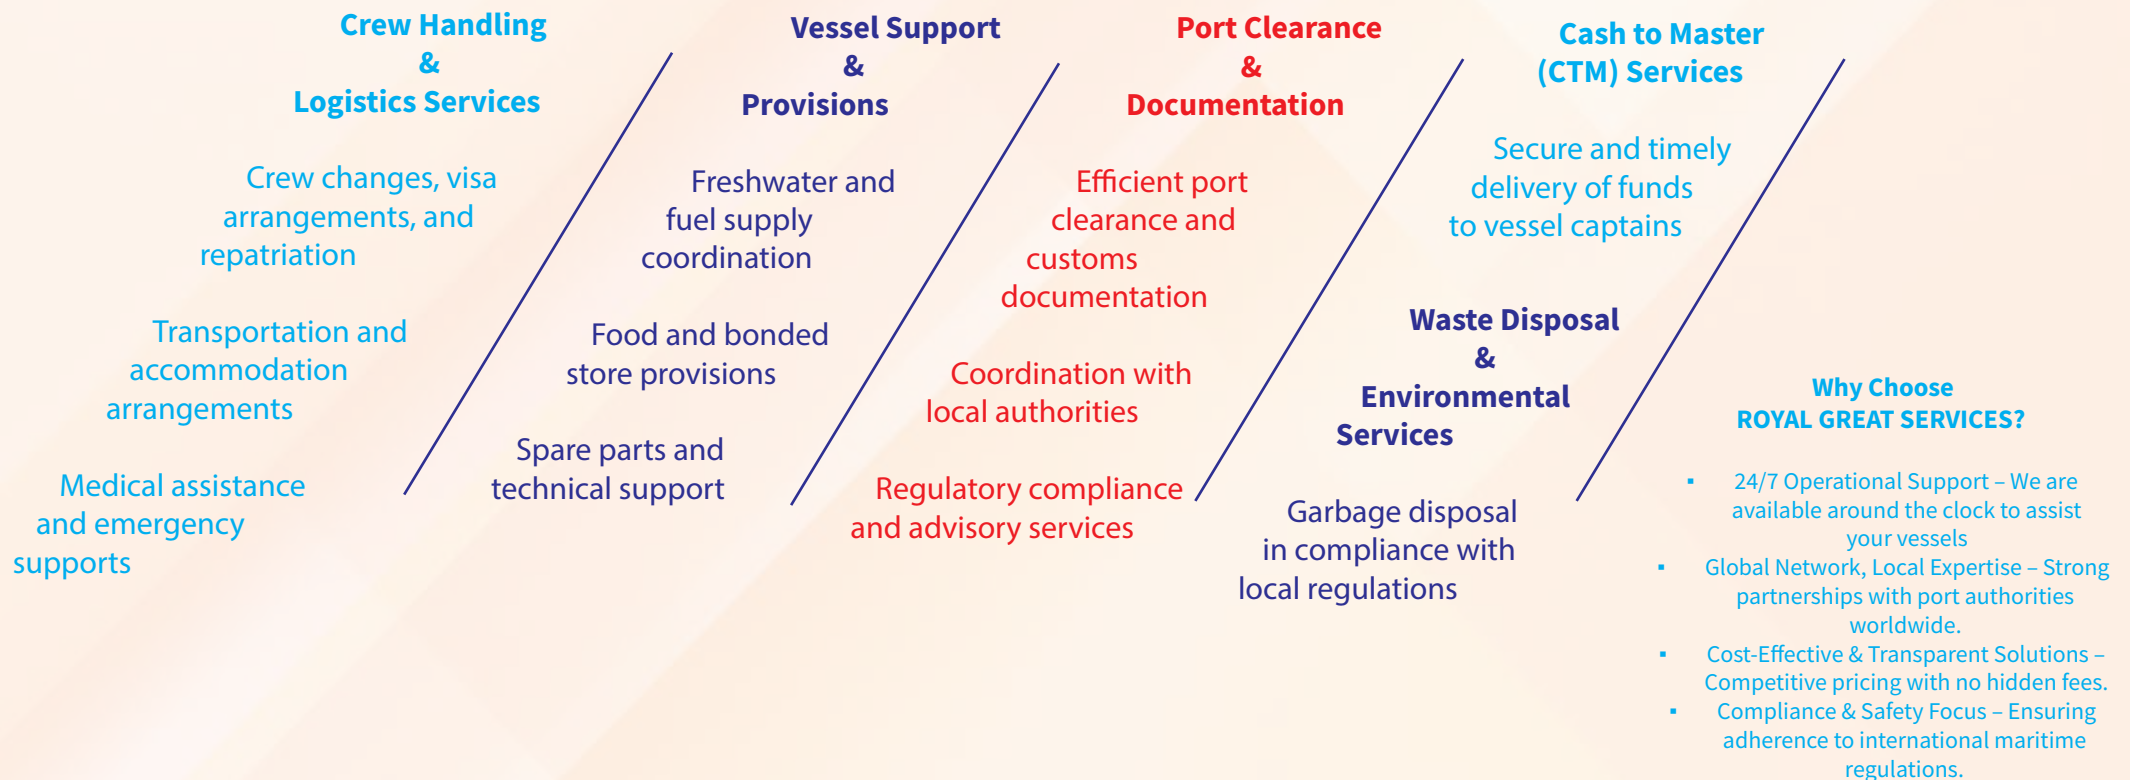 Crew Handling
&
Logistics Services
Crew changes, visa
arrangements, and
repatriation
Transportation and
accommodation
arrangements
Medical assistance
and emergency
supports
Vessel Support
&
Provisions
Freshwater and
fuel supply
coordination
Food and bonded
store provisions
Spare parts and
technical support
Port Clearance
&
Documentation
Efficient port
clearance and
customs
documentation
Coordination with
local authorities
Regulatory compliance
and advisory services
Cash to Master
(CTM) Services
Secure and timely
delivery of funds
to vessel captains
Waste Disposal
&
Environmental
Services
Garbage disposal
in compliance with
local regulations
Why Choose
ROYAL GREAT SERVICES?
▪ 24/7 Operational Support – We are
available around the clock to assist
your vessels
▪ Global Network, Local Expertise – Strong
partnerships with port authorities
worldwide.
▪ Cost-Effective & Transparent Solutions –
Competitive pricing with no hidden fees.
▪ Compliance & Safety Focus – Ensuring
adherence to international maritime
regulations.